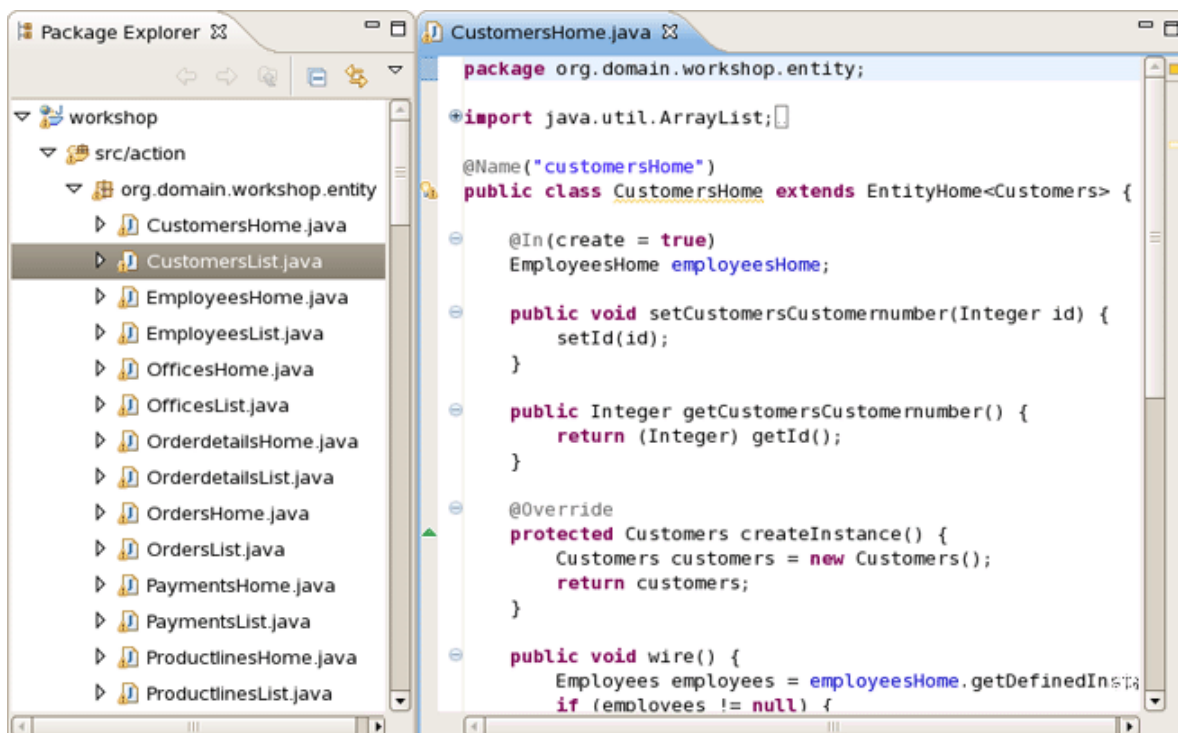 Package Explorer
workshop
src/action
org.domain.workshop.entity
CustomersHome.java
CustomersList.java
EmployeesHome.java
EmployeesList.java
OfficesHome.java
OfficesList.java
OrderdetailsHome.java
OrderdetailsList.java
OrdersHome.java
OrdersList.java
PaymentsHome.java
PaymentsList.java
ProductlinesHome.java
ProductlinesList.java
CustomersHome.java
package org.domain.workshop.entity;
import java.util.ArrayList;
@Name("customersHome")
public class CustomersHome extends EntityHome<Customers> {
@In(create = true)
EmployeesHome employeesHome;
public void setCustomersCustomernumber(Integer id) {
setId(id);
}
public Integer getCustomersCustomernumber() {
return (Integer) getId();
}
@Override
protected Customers createInstance() {
Customers customers = new Customers();
return customers;
}
public void wire() {
Employees employees = employeesHome.getDefinedInsta
if (employees != null) {